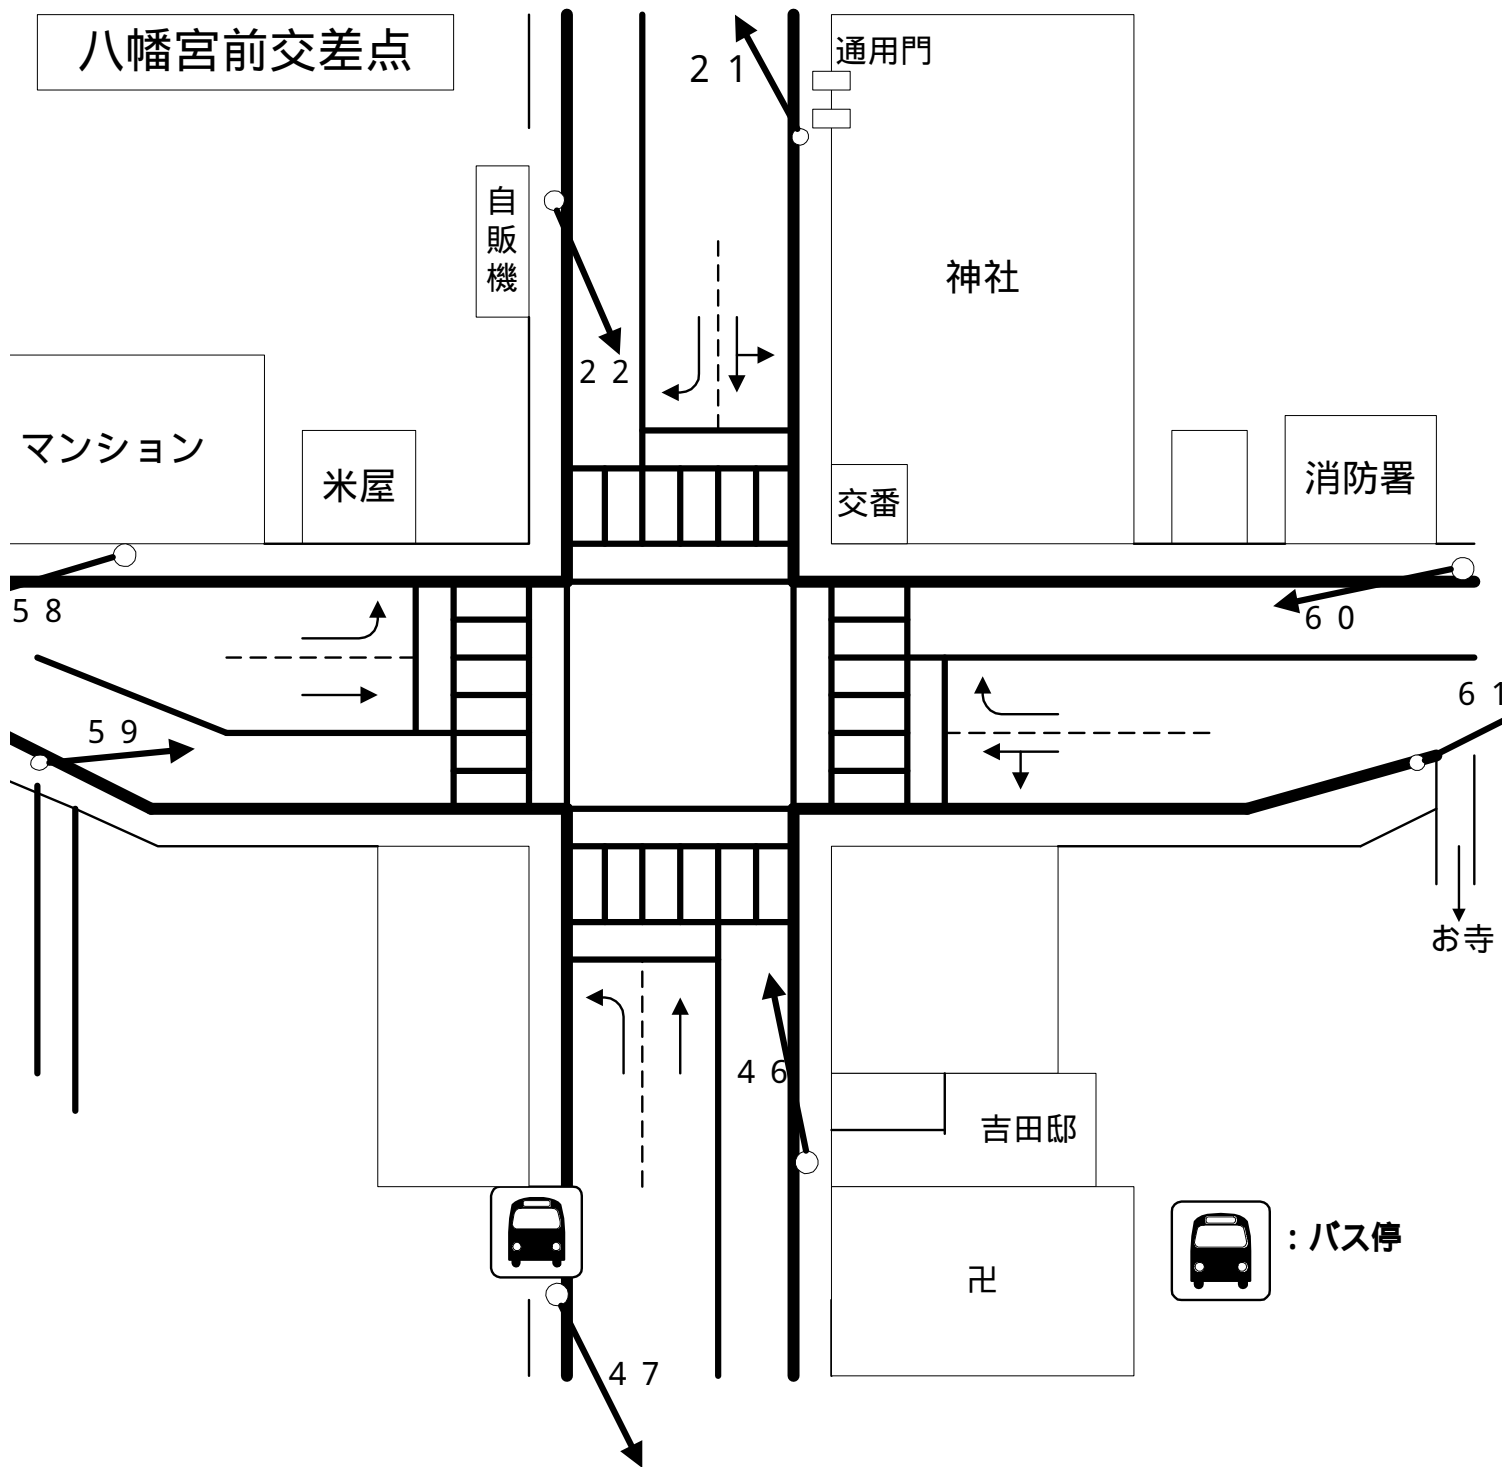 八幡宮前交差点
２１
通用門
自販機
神社
２２
マンション
米屋
交番
消防署
５８
６０
６１
５９
お寺
４６
吉田邸
：バス停
卍
４７